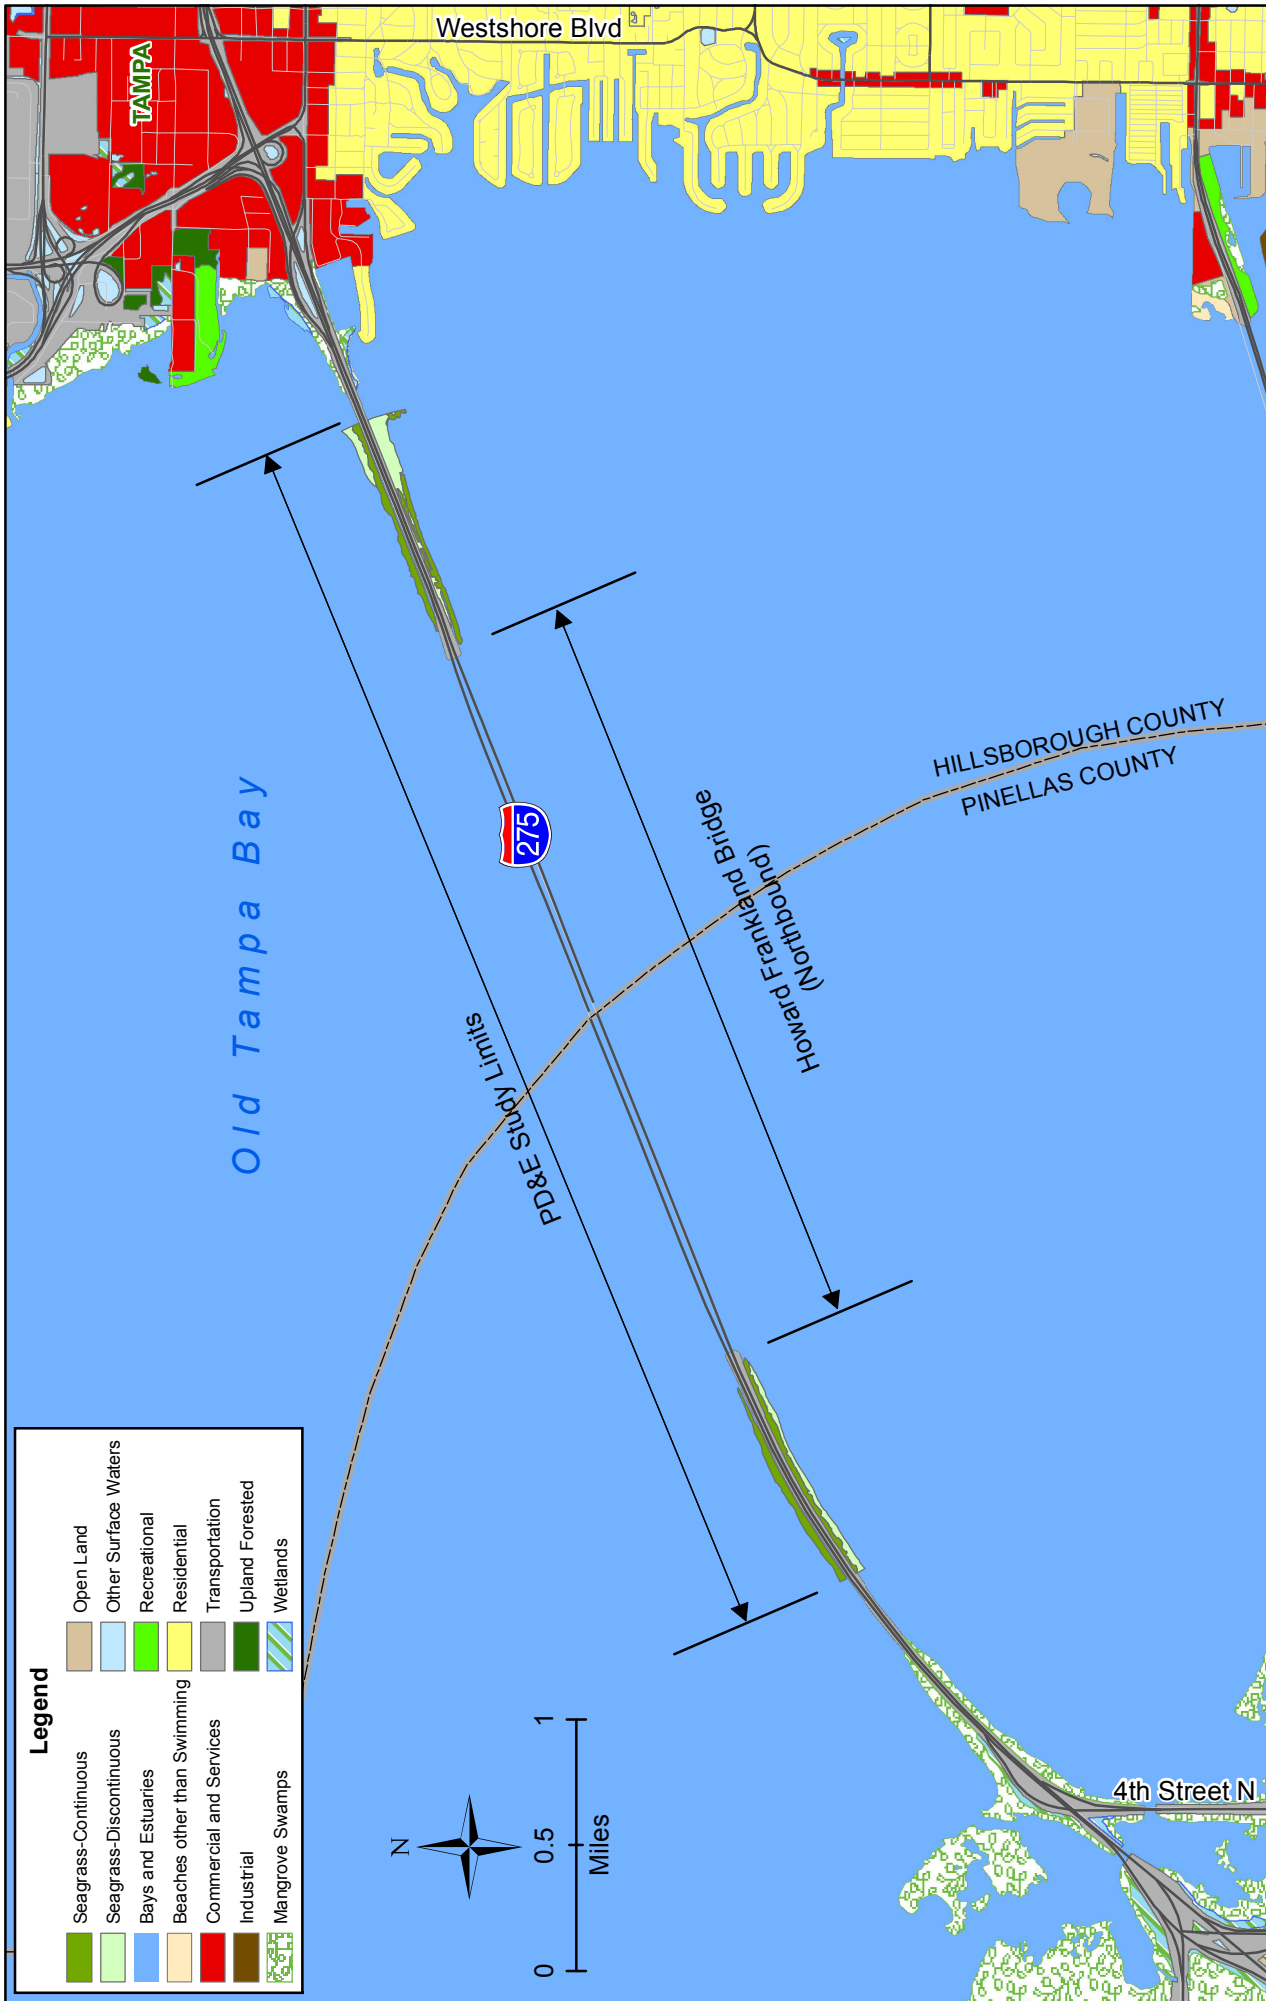 Legend
Seagrass-Continuous
Seagrass-Discontinuous
Bays and Estuaries
Beaches other than Swimming
Commercial and Services
Industrial
Mangrove Swamps
Open Land
Other Surface Waters
Recreational
Residential
Transportation
Upland Forested
Wetlands
N
0 0.5 1
Miles
Old Tampa Bay
PD&E Study Limits
275
Howard Frankland Bridge
(Northbound)
HILLSBOROUGH COUNTY
PINELLAS COUNTY
TAMPA
Westshore Blvd
4th Street N